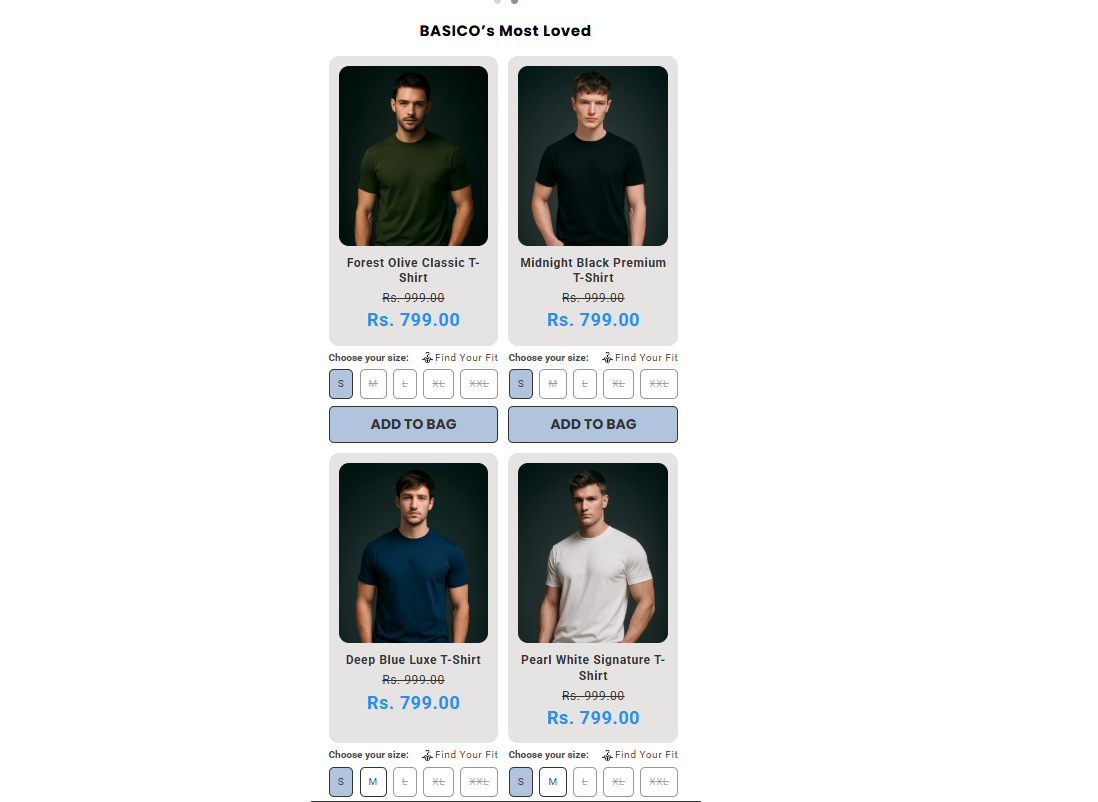 BASICO’s Most Loved
Forest Olive Classic T-
Shirt
Rs. 999.00
Rs. 799.00
Midnight Black Premium
T-Shirt
Rs. 999.00
Rs. 799.00
Choose your size: Find Your Fit
S M L XL XXL
ADD TO BAG
Choose your size: Find Your Fit
S M L XL XXL
ADD TO BAG
Deep Blue Luxe T-Shirt
Rs. 999.00
Rs. 799.00
Pearl White Signature T-
Shirt
Rs. 999.00
Rs. 799.00
Choose your size: Find Your Fit
S M L XL XXL
Choose your size: Find Your Fit
S M L XL XXL